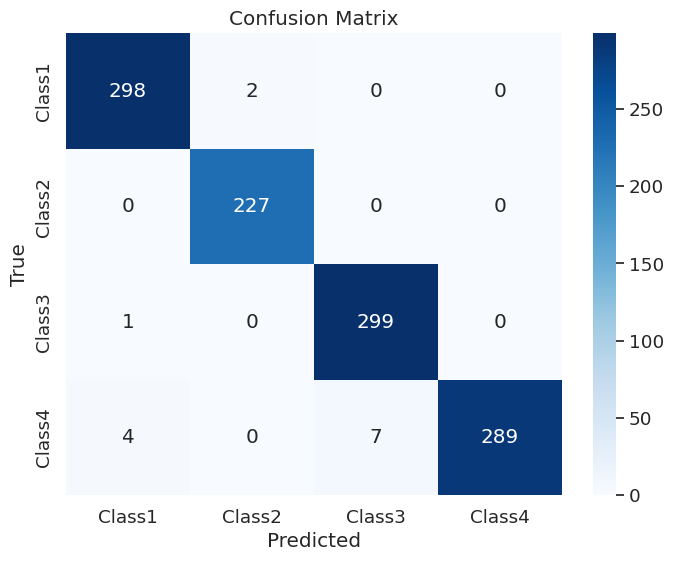 Confusion Matrix
Class1
298 2 0 0
Class2
0 227 0 0
Class3
1 0 299 0
Class4
4 0 7 289
True
Class1 Class2 Class3 Class4
Predicted
250
200
150
100
50
0